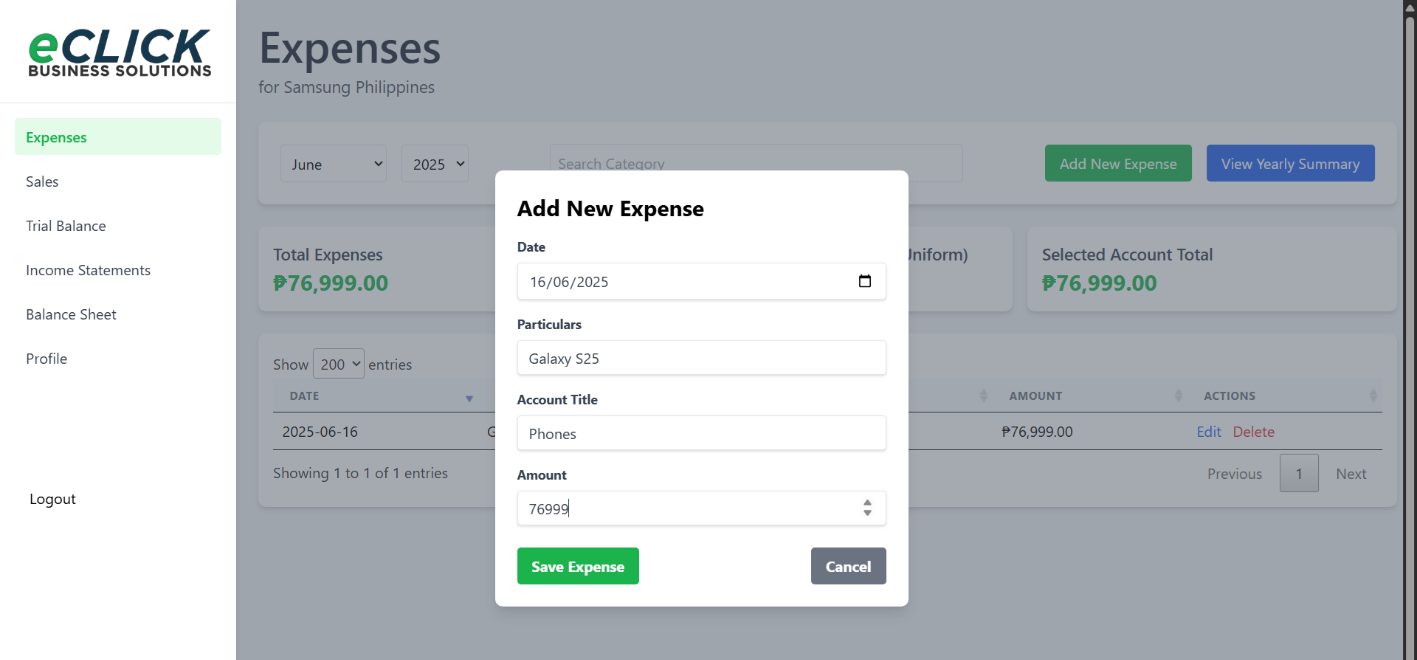 eCLICK
BUSINESS SOLUTIONS
Expenses
Sales
Trial Balance
Income Statements
Balance Sheet
Profile
Logout
Expenses
for Samsung Philippines
June 2025 Search Category Add New Expense View Yearly Summary
Total Expenses
₱76,999.00
Uniform)
Selected Account Total
₱76,999.00
Show 200 entries
DATE AMOUNT ACTIONS
2025-06-16 G ₱76,999.00 Edit Delete
Showing 1 to 1 of 1 entries Previous 1 Next
Add New Expense
Date
16/06/2025
Particulars
Galaxy S25
Account Title
Phones
Amount
76999
Save Expense Cancel